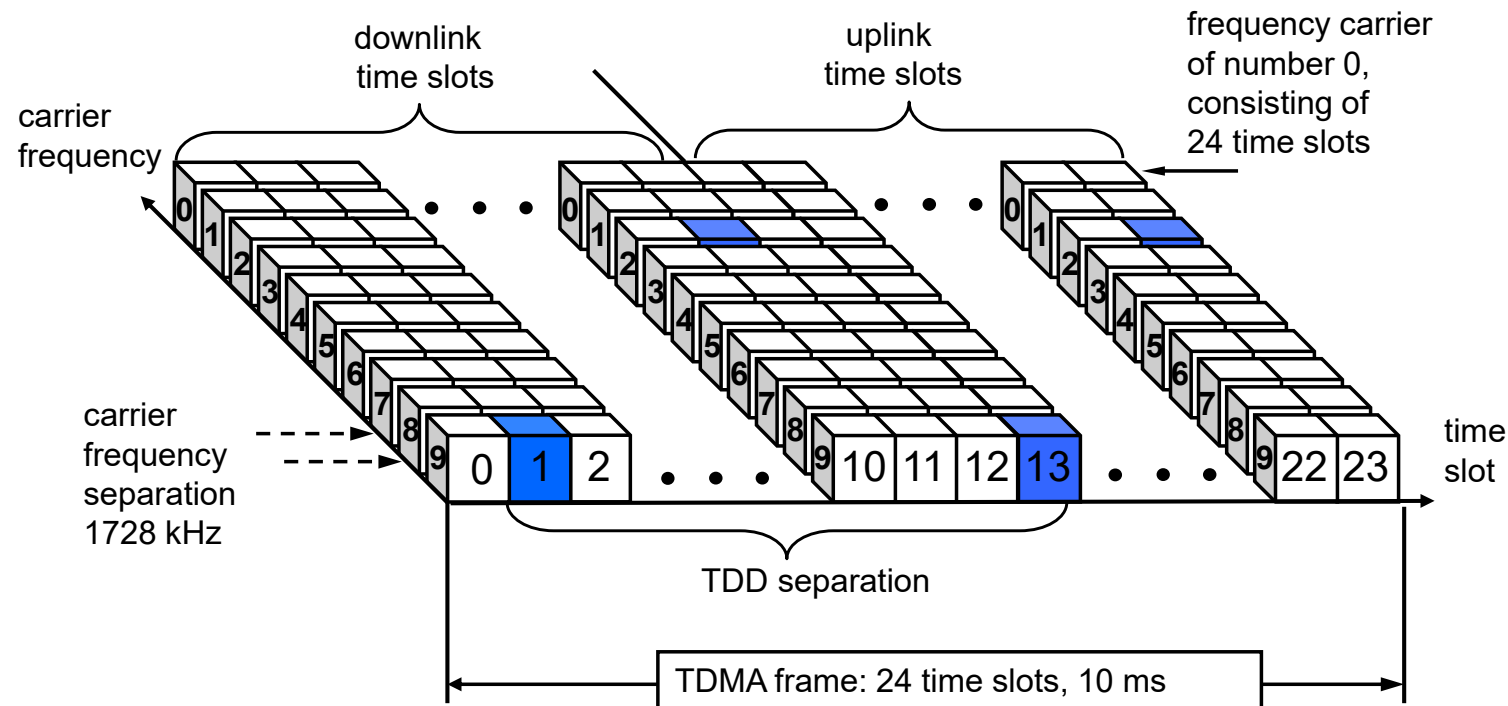 downlink
time slots
uplink
time slots
frequency carrier
of number 0,
consisting of
24 time slots
carrier
frequency
0 0 0
1 1 1
2 2 2
3 3 3
4 4 4
5 5 5
6 6 6
7 7 7
8 8 8
9 0 1 2 9 10 11 12 13 9 22 23
carrier
frequency
separation
1728 kHz
time
slot
TDD separation
TDMA frame: 24 time slots, 10 ms